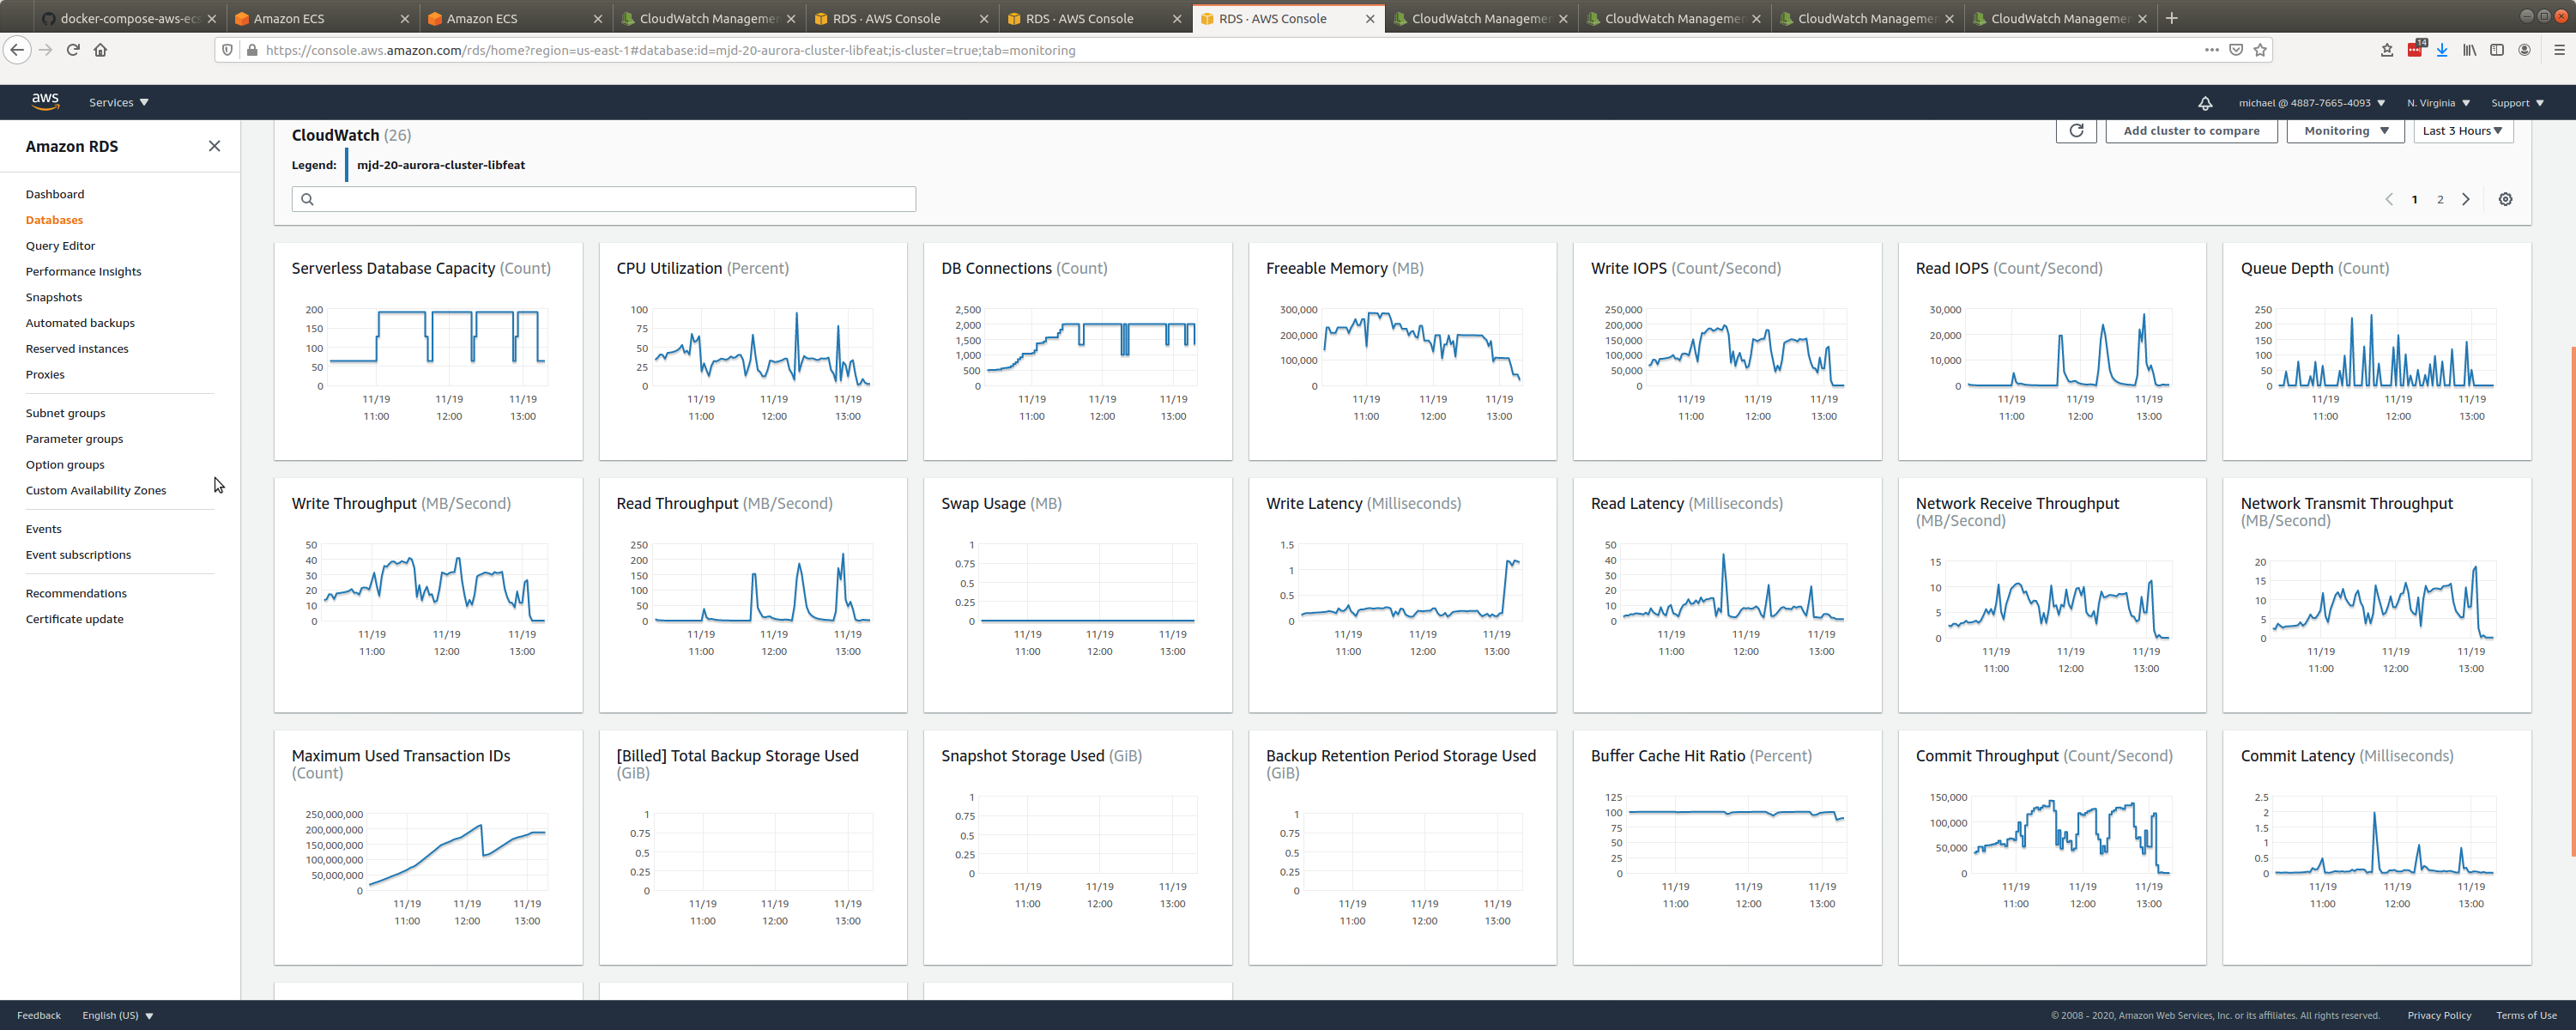 docker-compose-aws-ecs
Amazon ECS
Amazon ECS
CloudWatch Managemen
RDS · AWS Console
RDS · AWS Console
RDS · AWS Console
CloudWatch Managemen
CloudWatch Managemen
CloudWatch Managemen
CloudWatch Managemen
https://console.aws.amazon.com/rds/home?region=us-east-1#database:id=mjd-20-aurora-cluster-libfeat;is-cluster=true;tab=monitoring
14
aws Services michael @ 4887-7665-4093 N. Virginia Support
Amazon RDS
Dashboard
Databases
Query Editor
Performance Insights
Snapshots
Automated backups
Reserved instances
Proxies
Subnet groups
Parameter groups
Option groups
Custom Availability Zones
Events
Event subscriptions
Recommendations
Certificate update
CloudWatch (26)
Add cluster to compare Monitoring Last 3 Hours
Legend: mjd-20-aurora-cluster-libfeat
1 2
Serverless Database Capacity (Count)
200
150
100
50
0
11/19 11/19 11/19
11:00 12:00 13:00
CPU Utilization (Percent)
100
75
50
25
0
11/19 11/19 11/19
11:00 12:00 13:00
DB Connections (Count)
2,500
2,000
1,500
1,000
500
0
11/19 11/19 11/19
11:00 12:00 13:00
Freeable Memory (MB)
300,000
200,000
100,000
0
11/19 11/19 11/19
11:00 12:00 13:00
Write IOPS (Count/Second)
250,000
200,000
150,000
100,000
50,000
0
11/19 11/19 11/19
11:00 12:00 13:00
Read IOPS (Count/Second)
30,000
20,000
10,000
0
11/19 11/19 11/19
11:00 12:00 13:00
Queue Depth (Count)
250
200
150
100
50
0
11/19 11/19 11/19
11:00 12:00 13:00
Write Throughput (MB/Second)
50
40
30
20
10
0
11/19 11/19 11/19
11:00 12:00 13:00
Read Throughput (MB/Second)
250
200
150
100
50
0
11/19 11/19 11/19
11:00 12:00 13:00
Swap Usage (MB)
1
0.75
0.5
0.25
0
11/19 11/19 11/19
11:00 12:00 13:00
Write Latency (Milliseconds)
1.5
1
0.5
0
11/19 11/19 11/19
11:00 12:00 13:00
Read Latency (Milliseconds)
50
40
30
20
10
0
11/19 11/19 11/19
11:00 12:00 13:00
Network Receive Throughput
(MB/Second)
15
10
5
0
11/19 11/19 11/19
11:00 12:00 13:00
Network Transmit Throughput
(MB/Second)
20
15
10
5
0
11/19 11/19 11/19
11:00 12:00 13:00
Maximum Used Transaction IDs
(Count)
250,000,000
200,000,000
150,000,000
100,000,000
50,000,000
0
11/19 11/19 11/19
11:00 12:00 13:00
[Billed] Total Backup Storage Used
(GiB)
1
0.75
0.5
0.25
0
11/19 11/19 11/19
11:00 12:00 13:00
Snapshot Storage Used (GiB)
1
0.75
0.5
0.25
0
11/19 11/19 11/19
11:00 12:00 13:00
Backup Retention Period Storage Used
(GiB)
1
0.75
0.5
0.25
0
11/19 11/19 11/19
11:00 12:00 13:00
Buffer Cache Hit Ratio (Percent)
125
100
75
50
25
0
11/19 11/19 11/19
11:00 12:00 13:00
Commit Throughput (Count/Second)
150,000
100,000
50,000
0
11/19 11/19 11/19
11:00 12:00 13:00
Commit Latency (Milliseconds)
2.5
2
1.5
1
0.5
0
11/19 11/19 11/19
11:00 12:00 13:00
Feedback English (US) © 2008 - 2020, Amazon Web Services, Inc. or its affiliates. All rights reserved. Privacy Policy Terms of Use